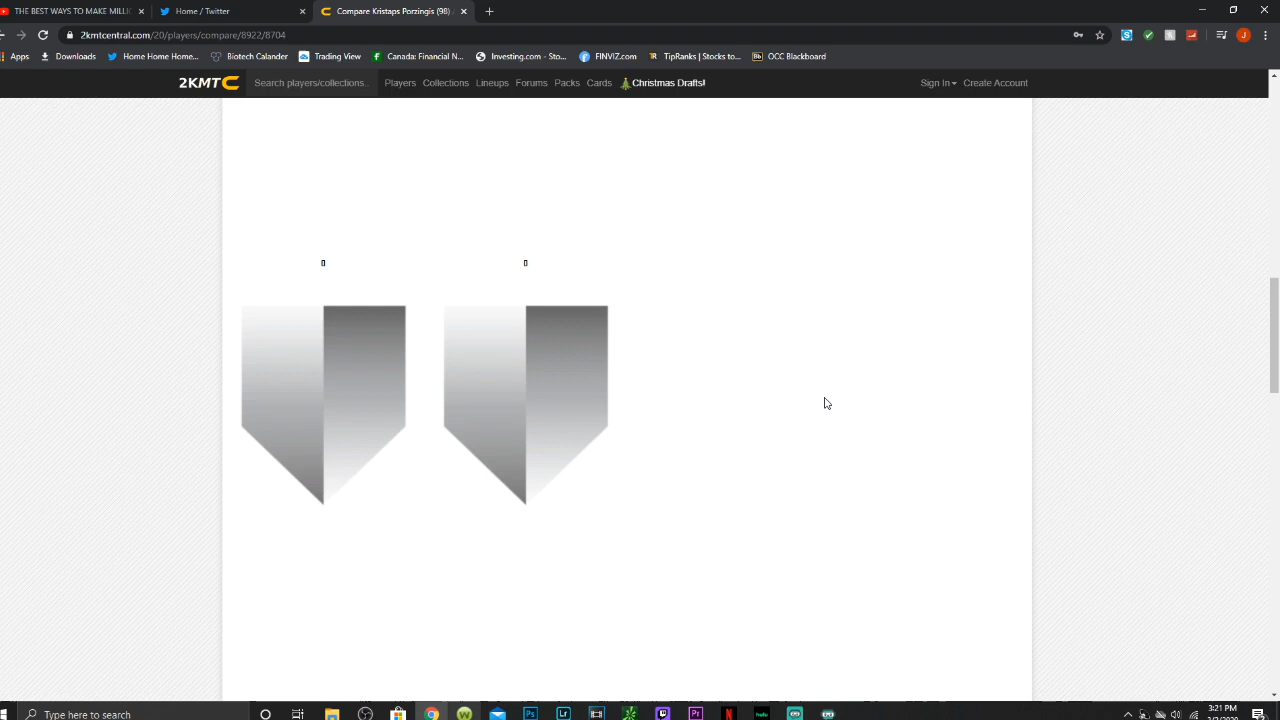 THE BEST WAYS TO MAKE MILLI
Home / Twitter
Compare Kristaps Porzingis (98)
2kmtcentral.com/20/players/compare/8922/8704
Apps
Downloads
Home Home Home...
Biotech Calander
Trading View
Canada: Financial N...
Investing.com - Sto...
FINVIZ.com
TipRanks | Stocks to...
OCC Blackboard
2KMTC
Search players/collections..
Players
Collections
Lineups
Forums
Packs
Cards
Christmas Drafts!
Sign In
Create Account
Type here to search
3:21 PM